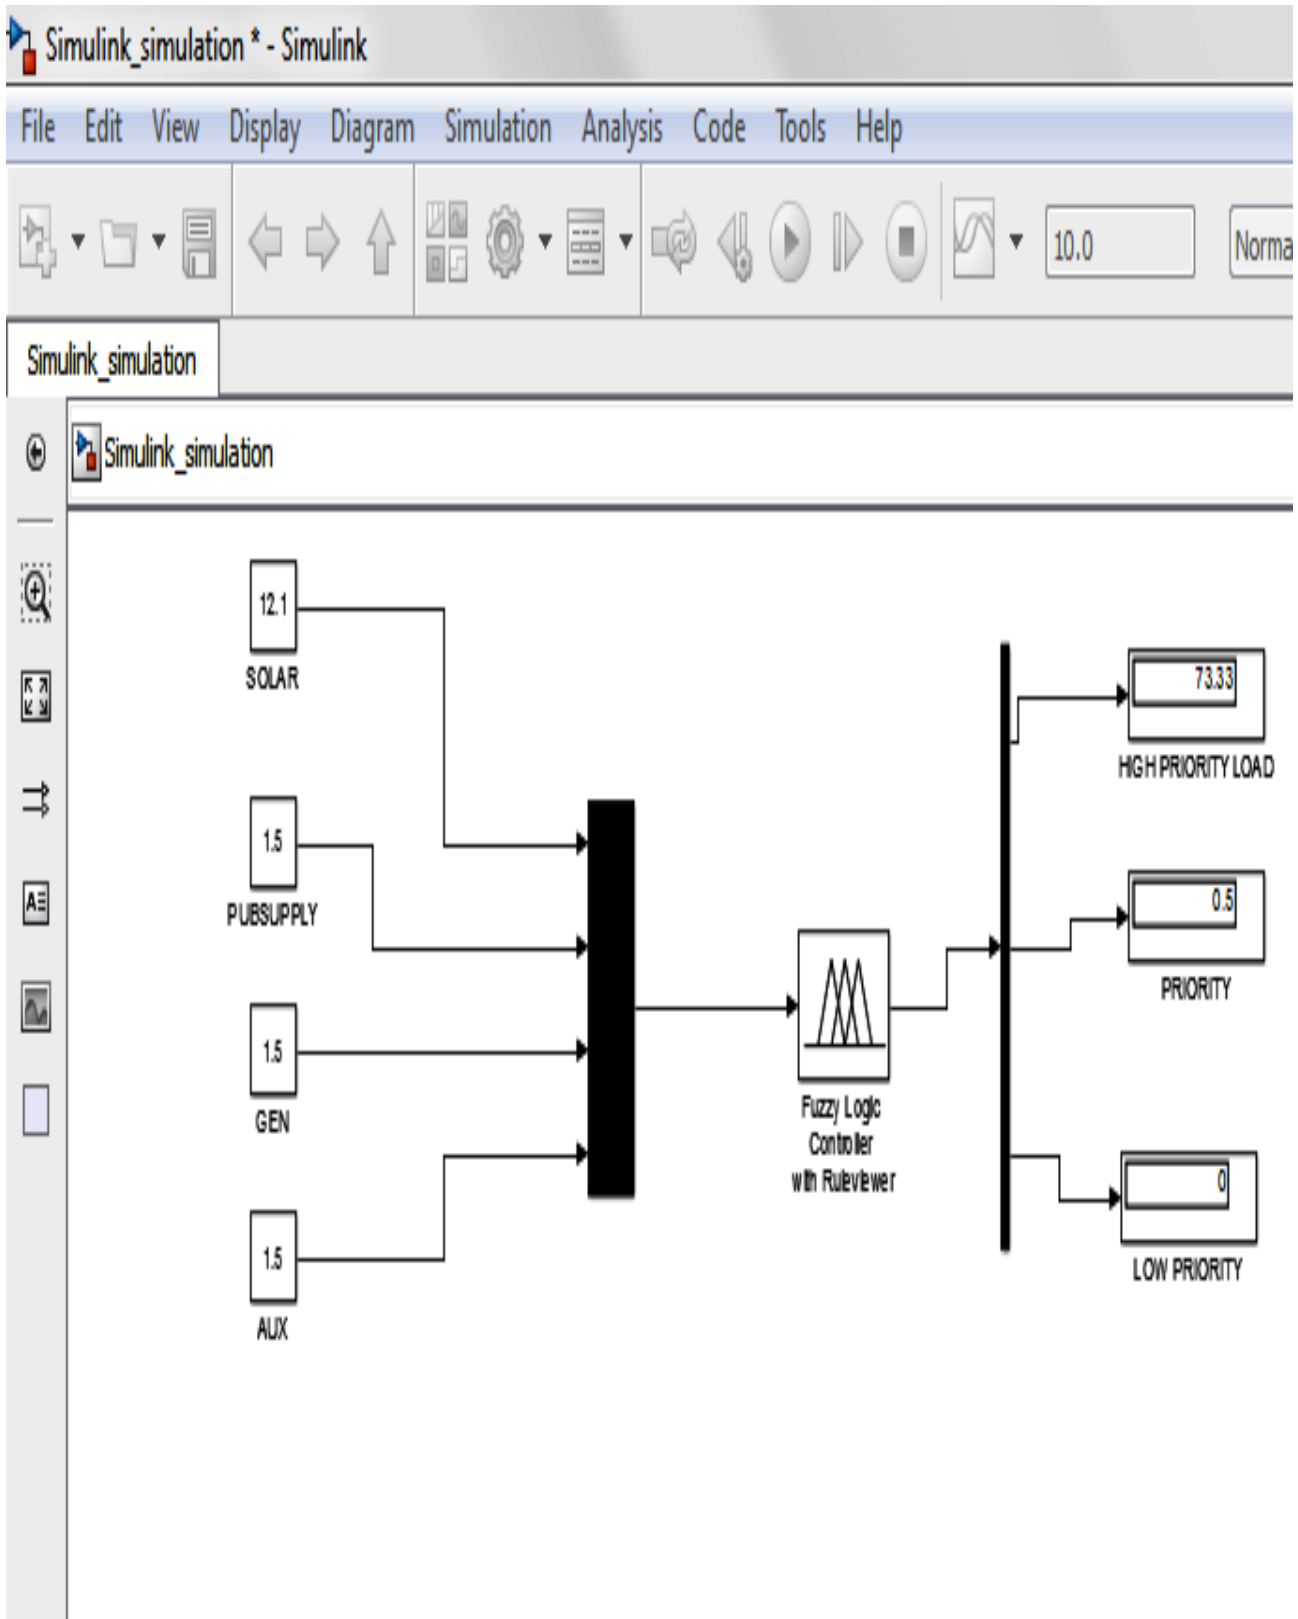 Simulink_simulation * - Simulink
File Edit View Display Diagram Simulation Analysis Code Tools Help
10.0
Norma
Simulink_simulation
Simulink_simulation
12.1
SOLAR
73.33
HIGH PRIORITY LOAD
1.5
PUBSUPPLY
0.5
PRIORITY
1.5
GEN
Fuzzy Logic
Controller
with Ruleviewer
0
LOW PRIORITY
1.5
AUX